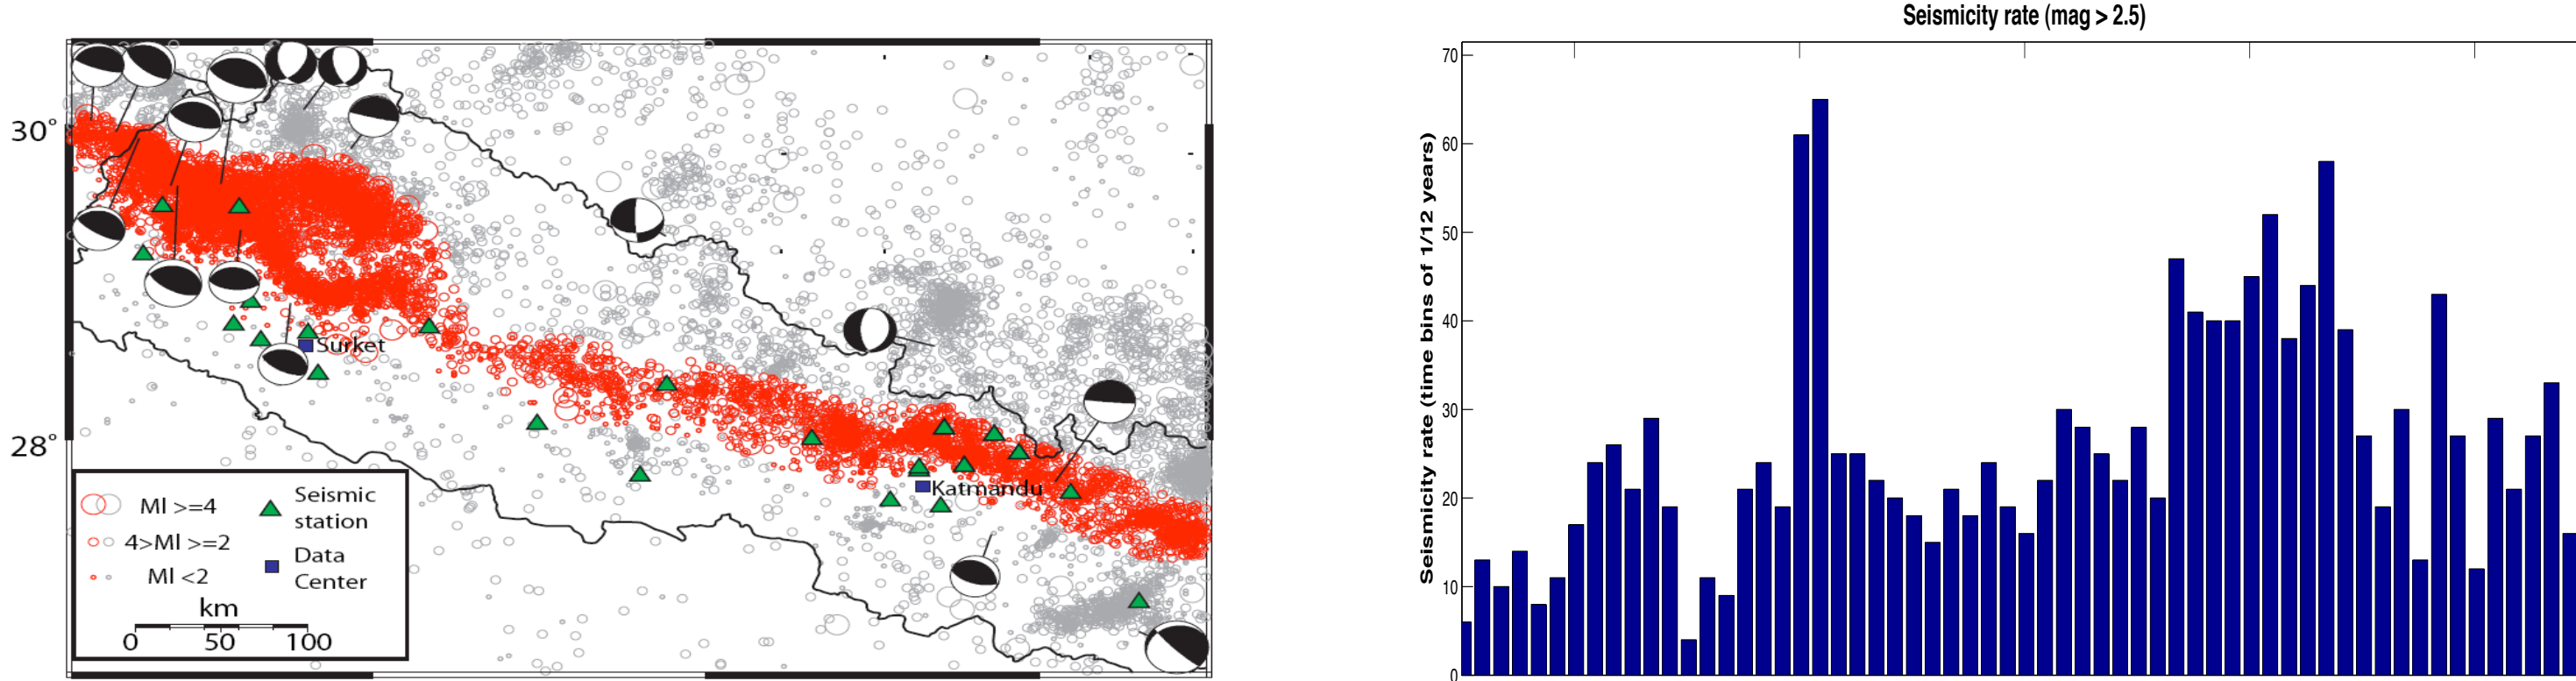 30°
28°
Surket
Katmandu
Ml >=4
4>Ml >=2
Ml <2
Seismic
station
Data
Center
km
0 50 100
Seismicity rate (mag > 2.5)
Seismicity rate (time bins of 1/12 years)
70
60
50
40
30
20
10
0